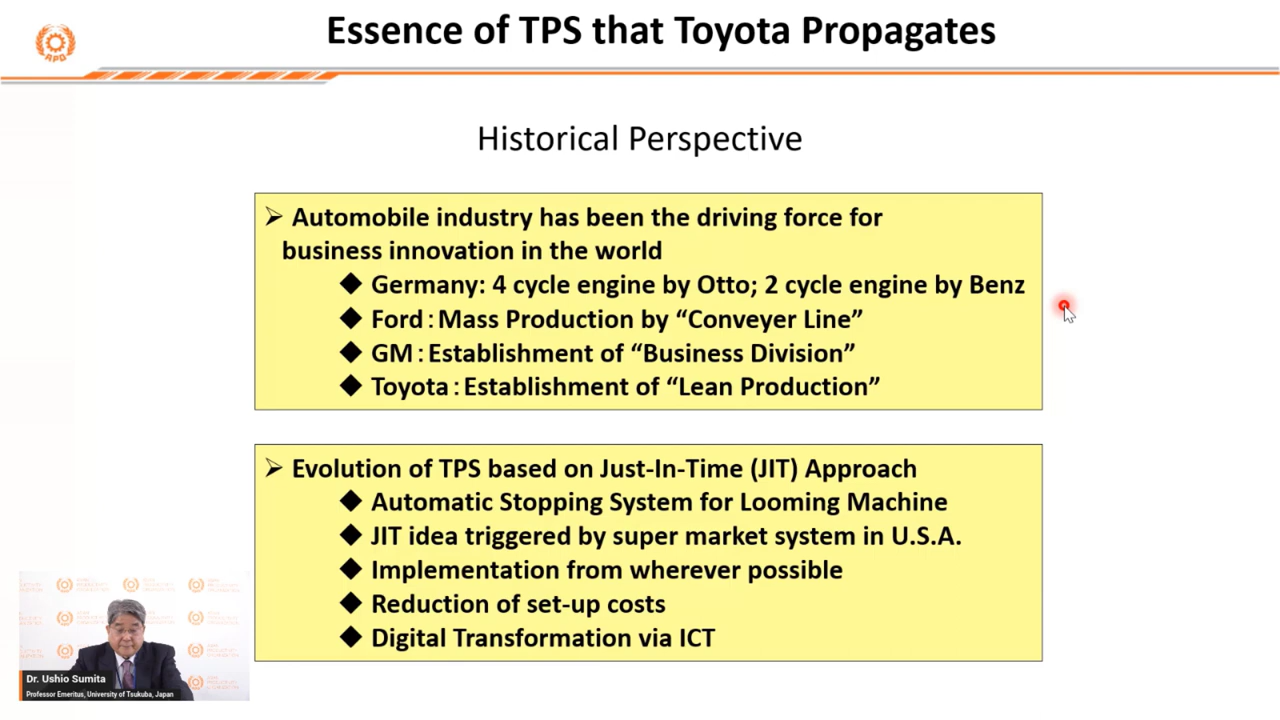 Essence of TPS that Toyota Propagates
APO
Historical Perspective
➢ Automobile industry has been the driving force for
business innovation in the world
◆ Germany: 4 cycle engine by Otto; 2 cycle engine by Benz
◆ Ford：Mass Production by “Conveyer Line”
◆ GM：Establishment of “Business Division”
◆ Toyota：Establishment of “Lean Production”
➢ Evolution of TPS based on Just-In-Time (JIT) Approach
◆ Automatic Stopping System for Looming Machine
◆ JIT idea triggered by super market system in U.S.A.
◆ Implementation from wherever possible
◆ Reduction of set-up costs
◆ Digital Transformation via ICT
Dr. Ushio Sumita
Professor Emeritus, University of Tsukuba, Japan